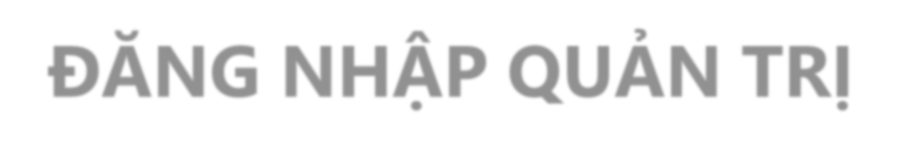 ĐĂNG NHẬP QUẢN TRỊ